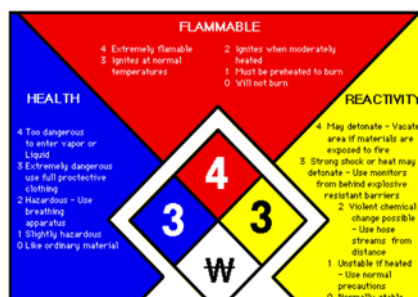 FLAMMABLE
4 Extremely flamable
3 Ignites at normal
temperatures
2 Ignites when moderately
heated
1 Must be preheated to burn
0 Will not burn
HEALTH
4 Too dangerous
to enter vapor or
Liquid
3 Extremely dangerous
use full proctective
clothing
2 Hazardous - Use
breathing
apparatus
1 Slightly hazardous
0 Like ordinary material
REACTIVITY
4 May detonate - Vacate
area if materials are
exposed to fire
3 Strong shock or heat may
detonate - Use monitors
from behind explosive
resistant barriers
2 Violent chemical
change possible
- Use hose
streams from
distance
1 Unstable if heated
- Use normal
precautions
0 Normally stable
4
3
3
W